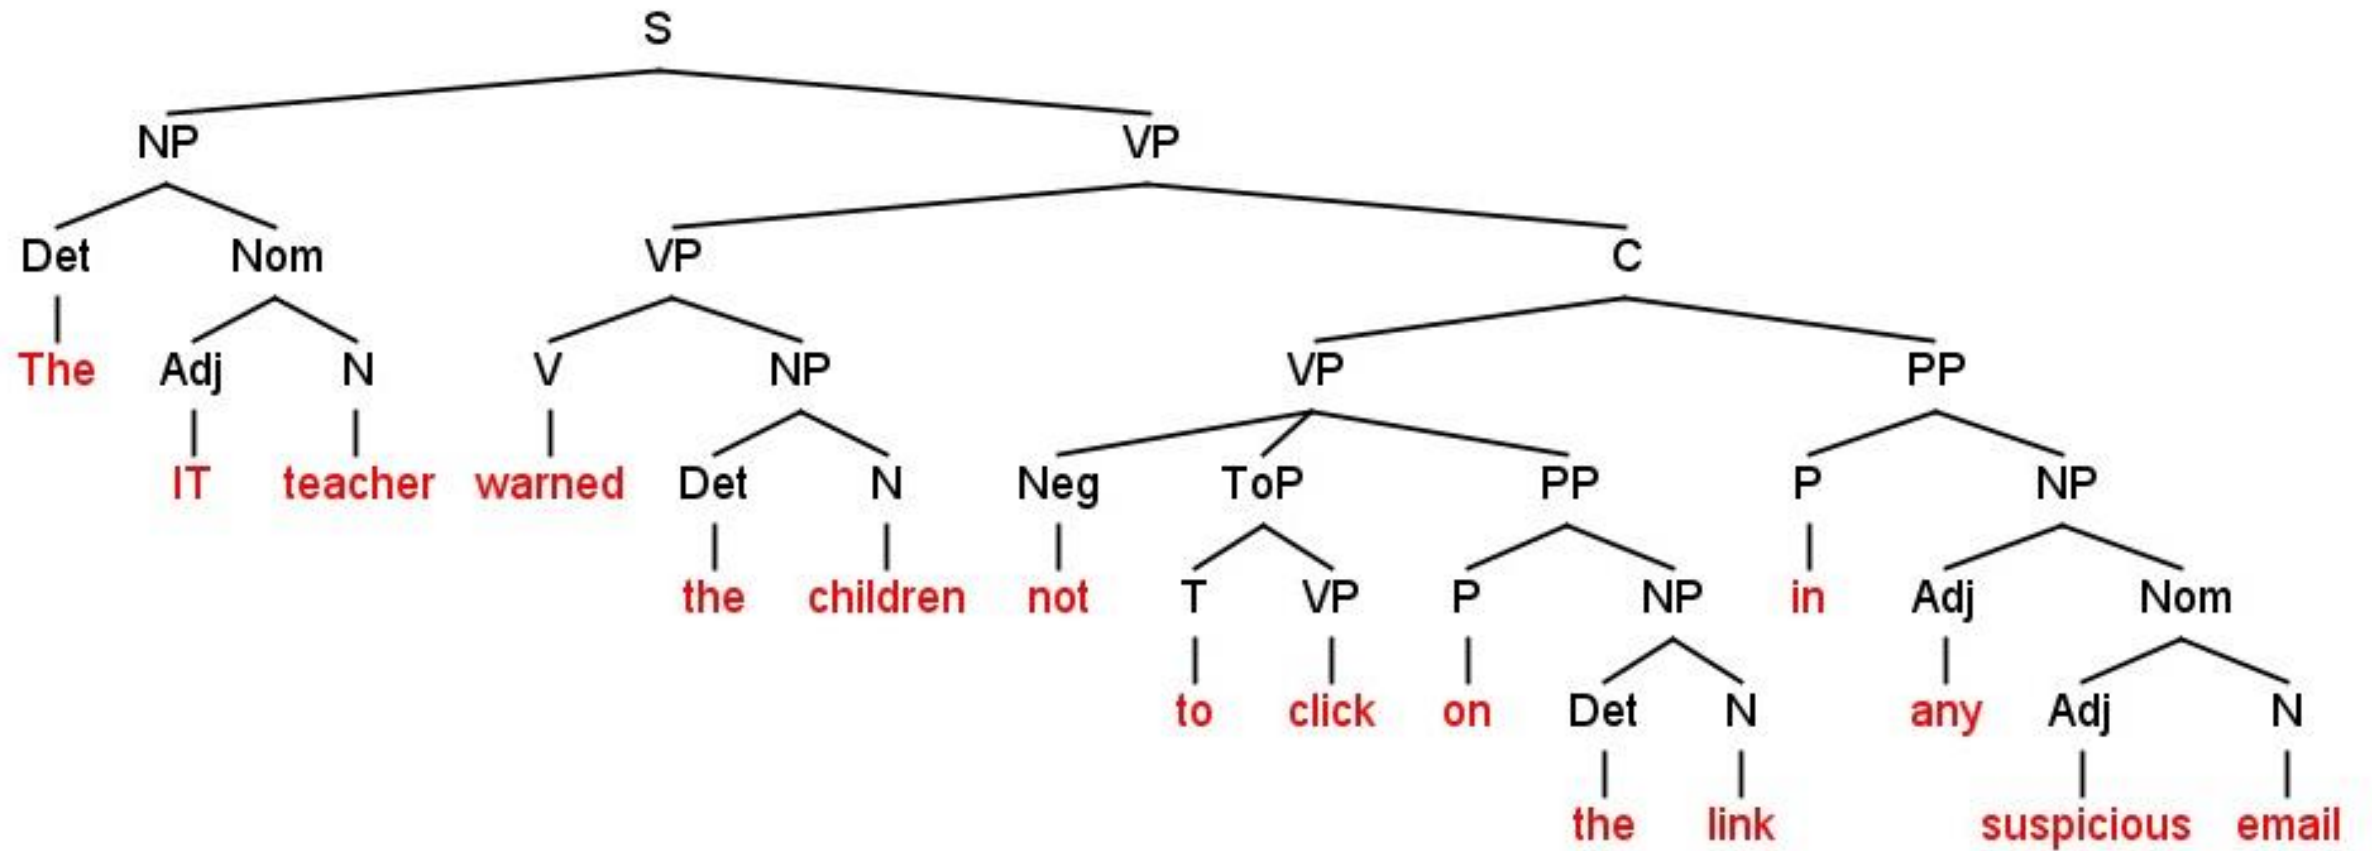 S
NP VP
Det Nom VP C
The Adj N V NP VP PP
IT teacher warned Det N Neg ToP PP P NP
the children not T VP P NP in Adj Nom
to click on Det N any Adj N
the link suspicious email